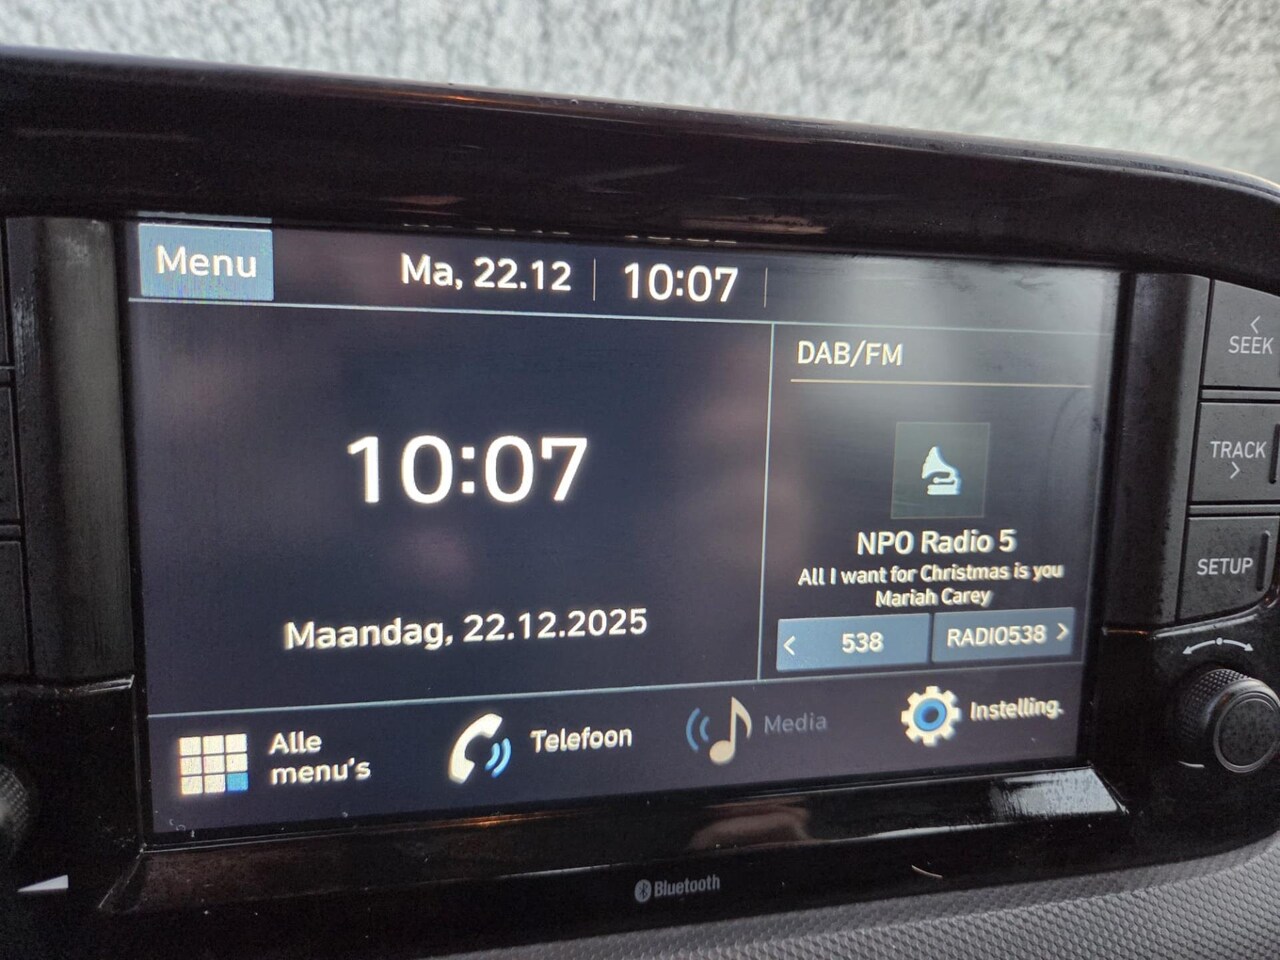 Menu
Ma, 22.12
10:07
10:07
Maandag, 22.12.2025
DAB/FM
NPO Radio 5
All I want for Christmas is you
Mariah Carey
< 538
RADIO538 >
Alle
menu's
Telefoon
Media
Instelling.
<
SEEK
TRACK
>
SETUP
Bluetooth